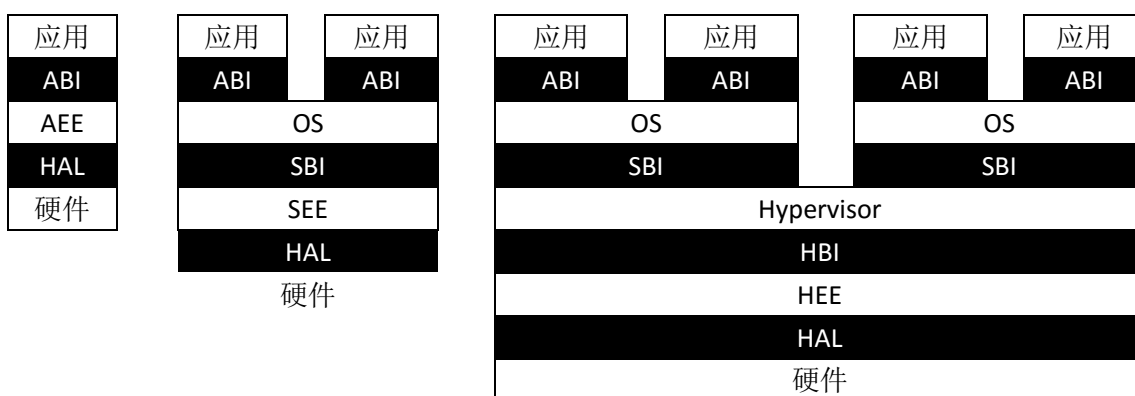 应用 应用 应用 应用 应用 应用 应用
ABI ABI ABI ABI ABI ABI ABI
AEE OS OS OS
HAL SBI SBI SBI
硬件 SEE Hypervisor
HAL HBI
硬件 HEE
HAL
硬件